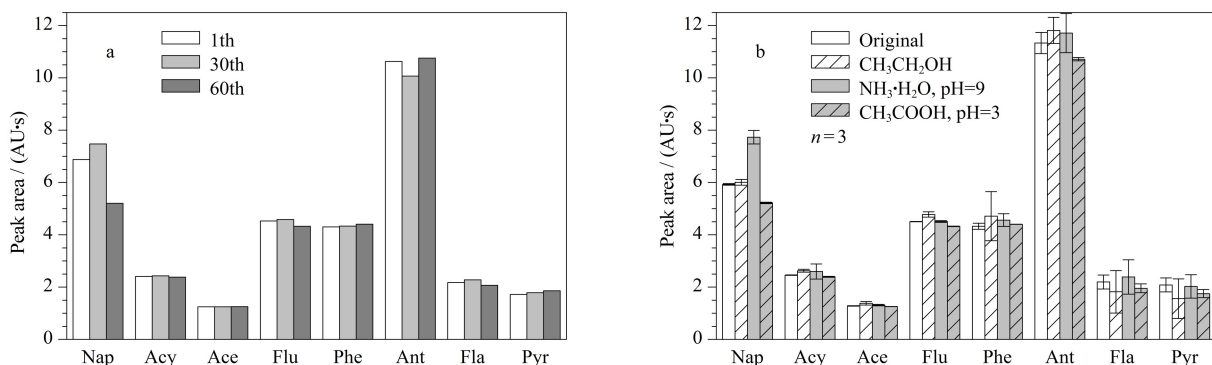 12
10
8
6
4
2
0
Peak area / (AU·s)
a
1th
30th
60th
Nap Acy Ace Flu Phe Ant Fla Pyr
12
10
8
6
4
2
0
Peak area / (AU·s)
b
Original
CH₃CH₂OH
NH₃·H₂O, pH=9
CH₃COOH, pH=3
n=3
Nap Acy Ace Flu Phe Ant Fla Pyr